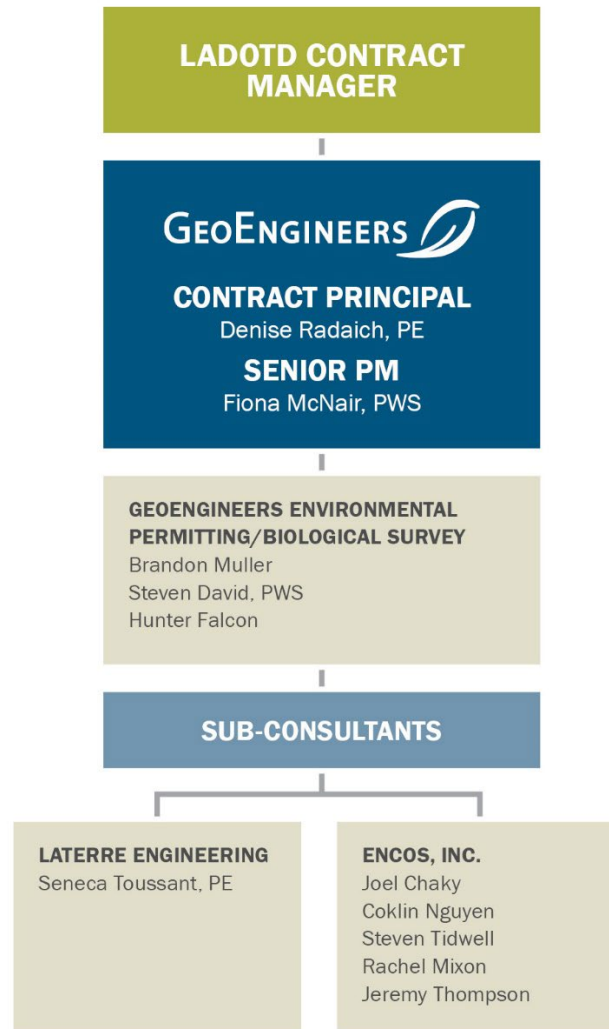 LADOTD CONTRACT
MANAGER
GEOENGINEERS
CONTRACT PRINCIPAL
Denise Radaich, PE
SENIOR PM
Fiona McNair, PWS
GEOENGINEERS ENVIRONMENTAL
PERMITTING/BIOLOGICAL SURVEY
Brandon Muller
Steven David, PWS
Hunter Falcon
SUB-CONSULTANTS
LATERRE ENGINEERING
Seneca Toussant, PE
ENCOS, INC.
Joel Chaky
Coklin Nguyen
Steven Tidwell
Rachel Mixon
Jeremy Thompson